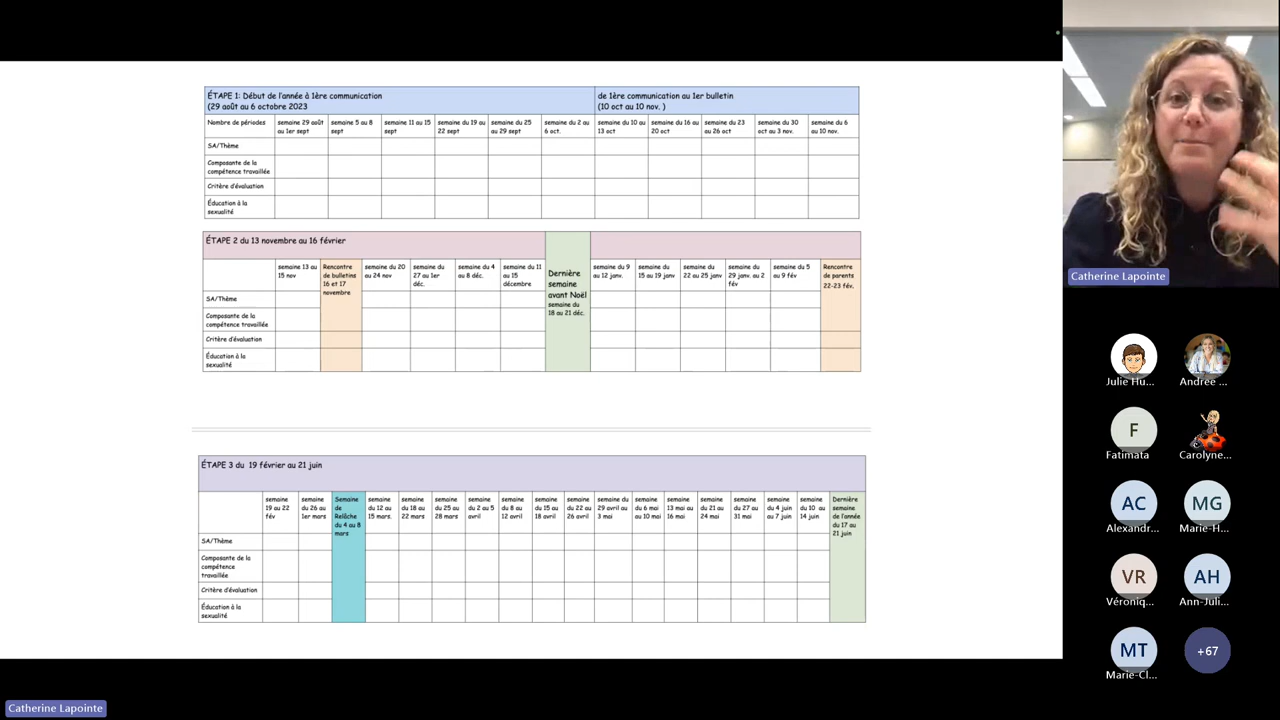 ÉTAPE 1: Début de l'année à 1ère communication
(29 août au 6 octobre 2023
de 1ère communication au 1er bulletin
(10 oct au 10 nov. )
Nombre de périodes
semaine 29 août
au 1er sept
semaine 5 au 8
sept
semaine 11 au 15
sept
semaine du 19 au
22 sept
semaine du 25
au 29 sept
semaine du 2 au
6 oct.
semaine du 10 au
13 oct
semaine du 16 au
20 oct
semaine du 23
au 26 oct
semaine du 30
oct au 3 nov.
semaine du 6
au 10 nov.
SA/Thème
Composante de la
compétence travaillée
Critère d'évaluation
Éducation à la
sexualité
ÉTAPE 2 du 13 novembre au 16 février
semaine 13 au
15 nov
Rencontre
de bulletins
16 et 17
novembre
semaine du 20
au 24 nov
semaine du
27 au 1er
déc.
semaine du 4
au 8 déc.
semaine du 11
au 15
décembre
Dernière
semaine
avant Noël
semaine du
18 au 21 déc.
semaine du 9
au 12 janv.
semaine du
15 au 19 janv
semaine du
22 au 25 janv
semaine du
29 janv. au 2
fév
semaine du 5
au 9 fév
Rencontre
de parents
22-23 fév.
SA/Thème
Composante de la
compétence travaillée
Critère d'évaluation
Éducation à la
sexualité
ÉTAPE 3 du 19 février au 21 juin
semaine
19 au 22
fév
semaine
du 26 au
1er mars
Semaine
de
Relâche
du 4 au 8
mars
semaine
du 12 au
15 mars.
semaine
du 18 au
22 mars
semaine
du 25 au
28 mars
semaine
du 2 au 5
avril
semaine
du 8 au
12 avril
semaine
du 15 au
18 avril
semaine
du 22 au
26 avril
semaine du
29 avril au
3 mai
semaine
du 6 mai
au 10 mai
semaine
13 mai au
16 mai
semaine
du 21 au
24 mai
semaine
du 27 au
31 mai
semaine
du 4 juin
au 7 juin
semaine
du 10 au
14 juin
Dernière
semaine
de l'année
du 17 au
21 juin
SA/Thème
Composante de la
compétence
travaillée
Critère d'évaluation
Éducation à la
sexualité
Catherine Lapointe
Julie Hu...
Andrée ...
F
Fatimata
Carolyne...
AC
Alexandr...
MG
Marie-H...
VR
Véroniq...
AH
Ann-Juli...
MT
Marie-Cl...
+67
Catherine Lapointe